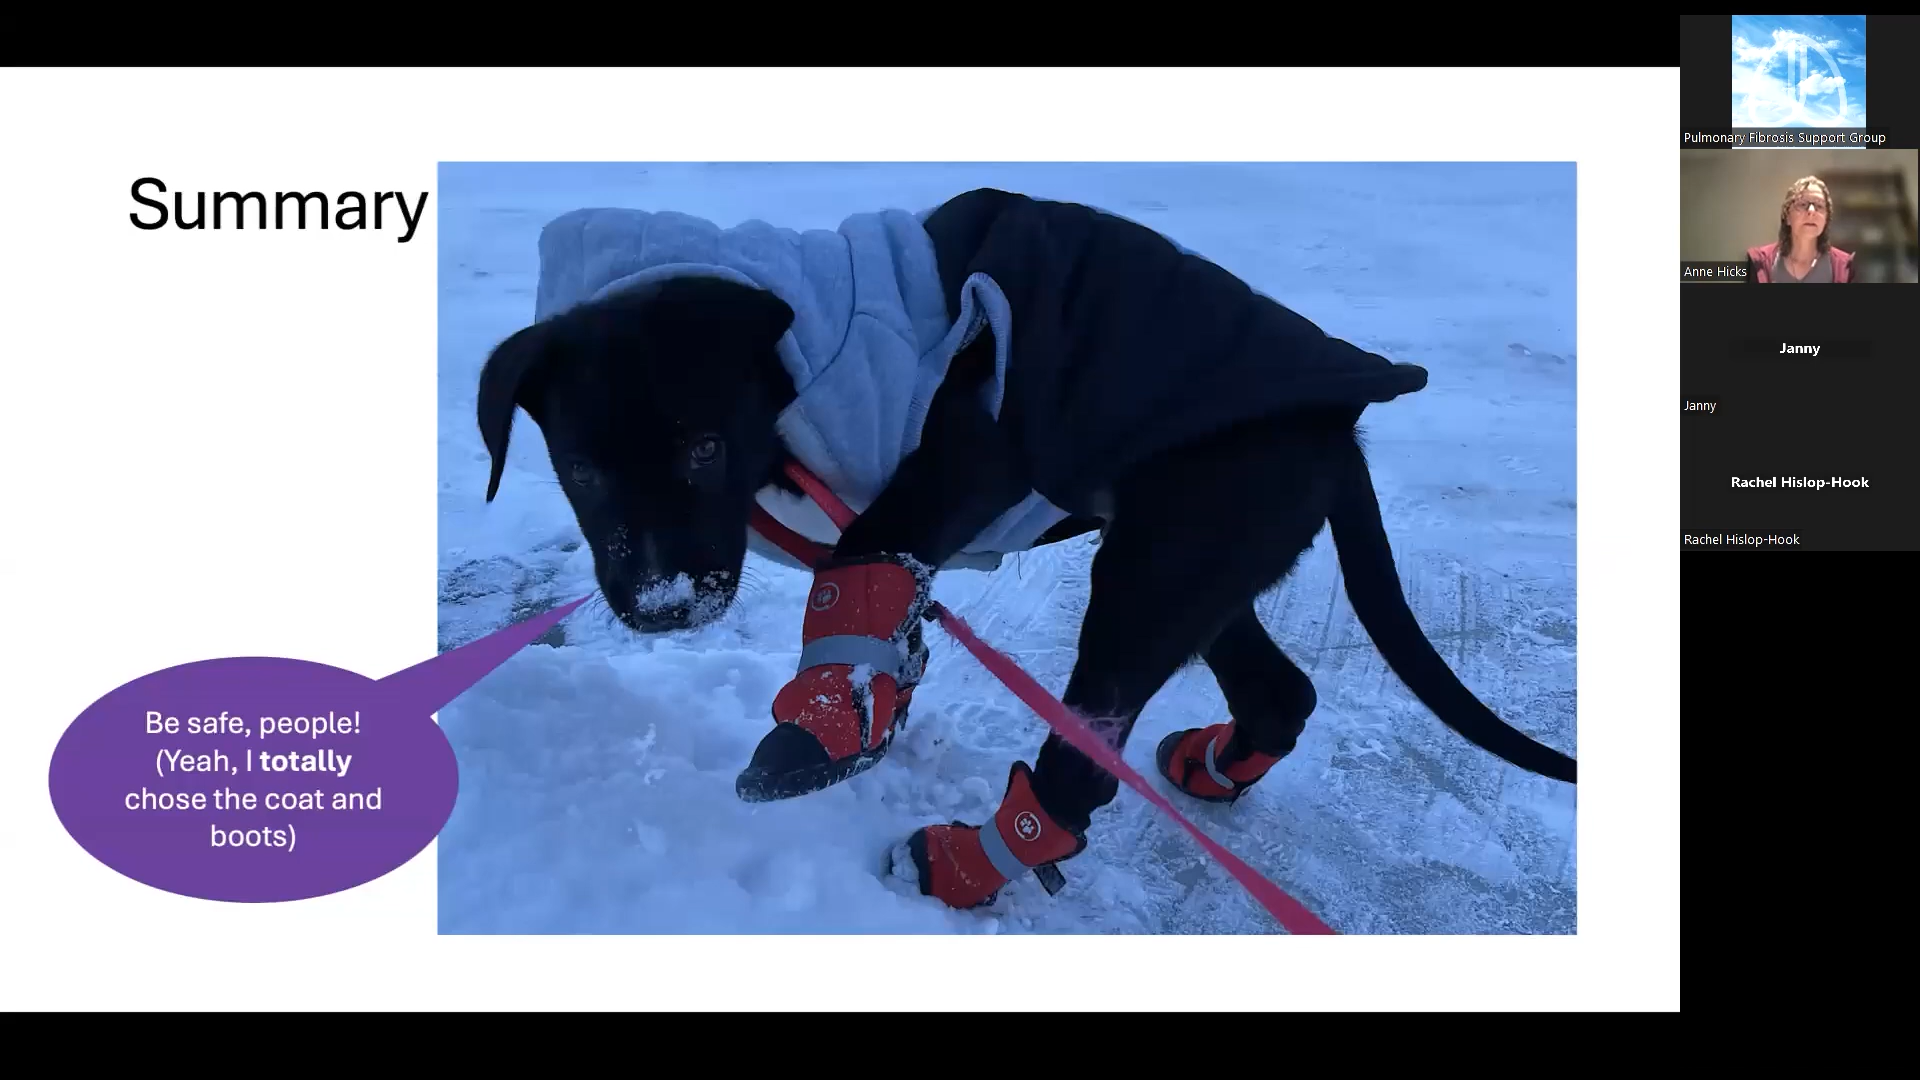 Summary
Be safe, people!
(Yeah, I totally
chose the coat and
boots)
Pulmonary Fibrosis Support Group
Anne Hicks
Janny
Janny
Rachel Hislop-Hook
Rachel Hislop-Hook